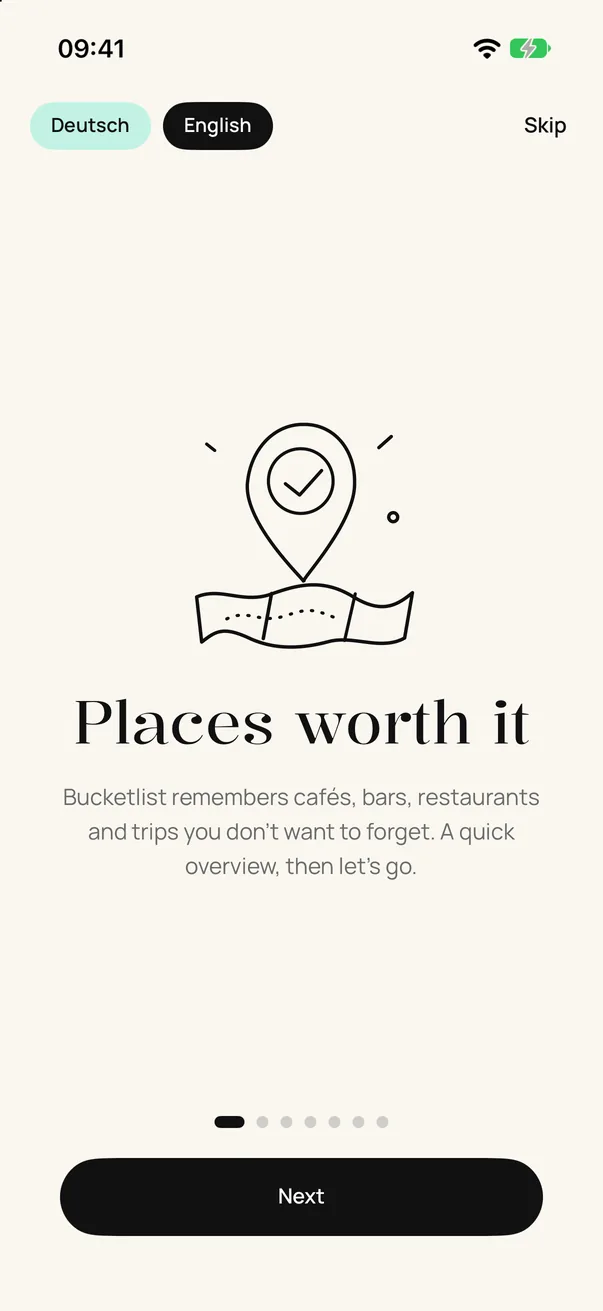 09:41
Deutsch
English
Skip
Places worth it
Bucketlist remembers cafés, bars, restaurants
and trips you don’t want to forget. A quick
overview, then let’s go.
Next